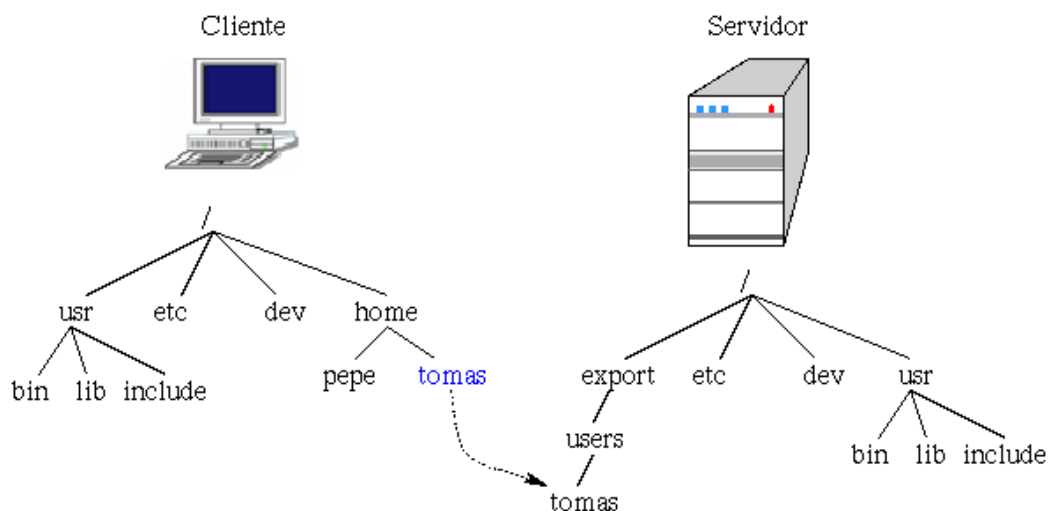 Cliente
Servidor
/
usr etc dev home
bin lib include
pepe tomas
/
export etc dev usr
users
bin lib include
tomas